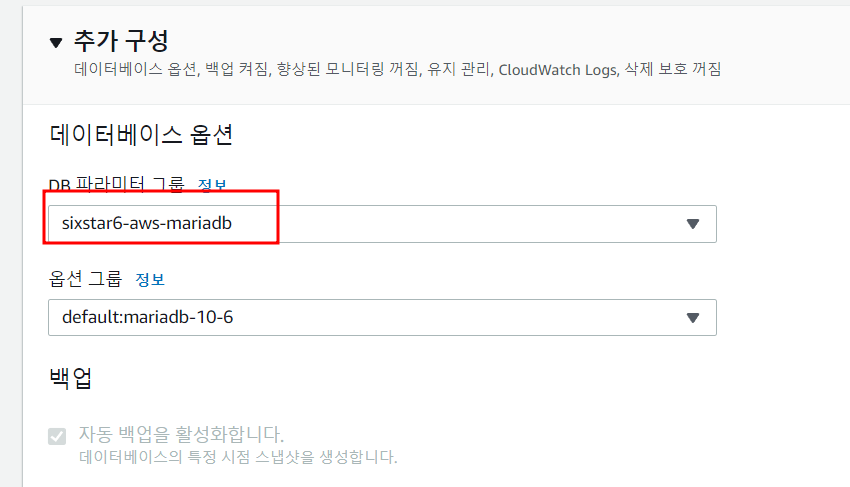 추가 구성
데이터베이스 옵션, 백업 켜짐, 향상된 모니터링 꺼짐, 유지 관리, CloudWatch Logs, 삭제 보호 꺼짐
데이터베이스 옵션
DB 파라미터 그룹 정보
sixstar6-aws-mariadb
옵션 그룹 정보
default:mariadb-10-6
백업
자동 백업을 활성화합니다.
데이터베이스의 특정 시점 스냅샷을 생성합니다.